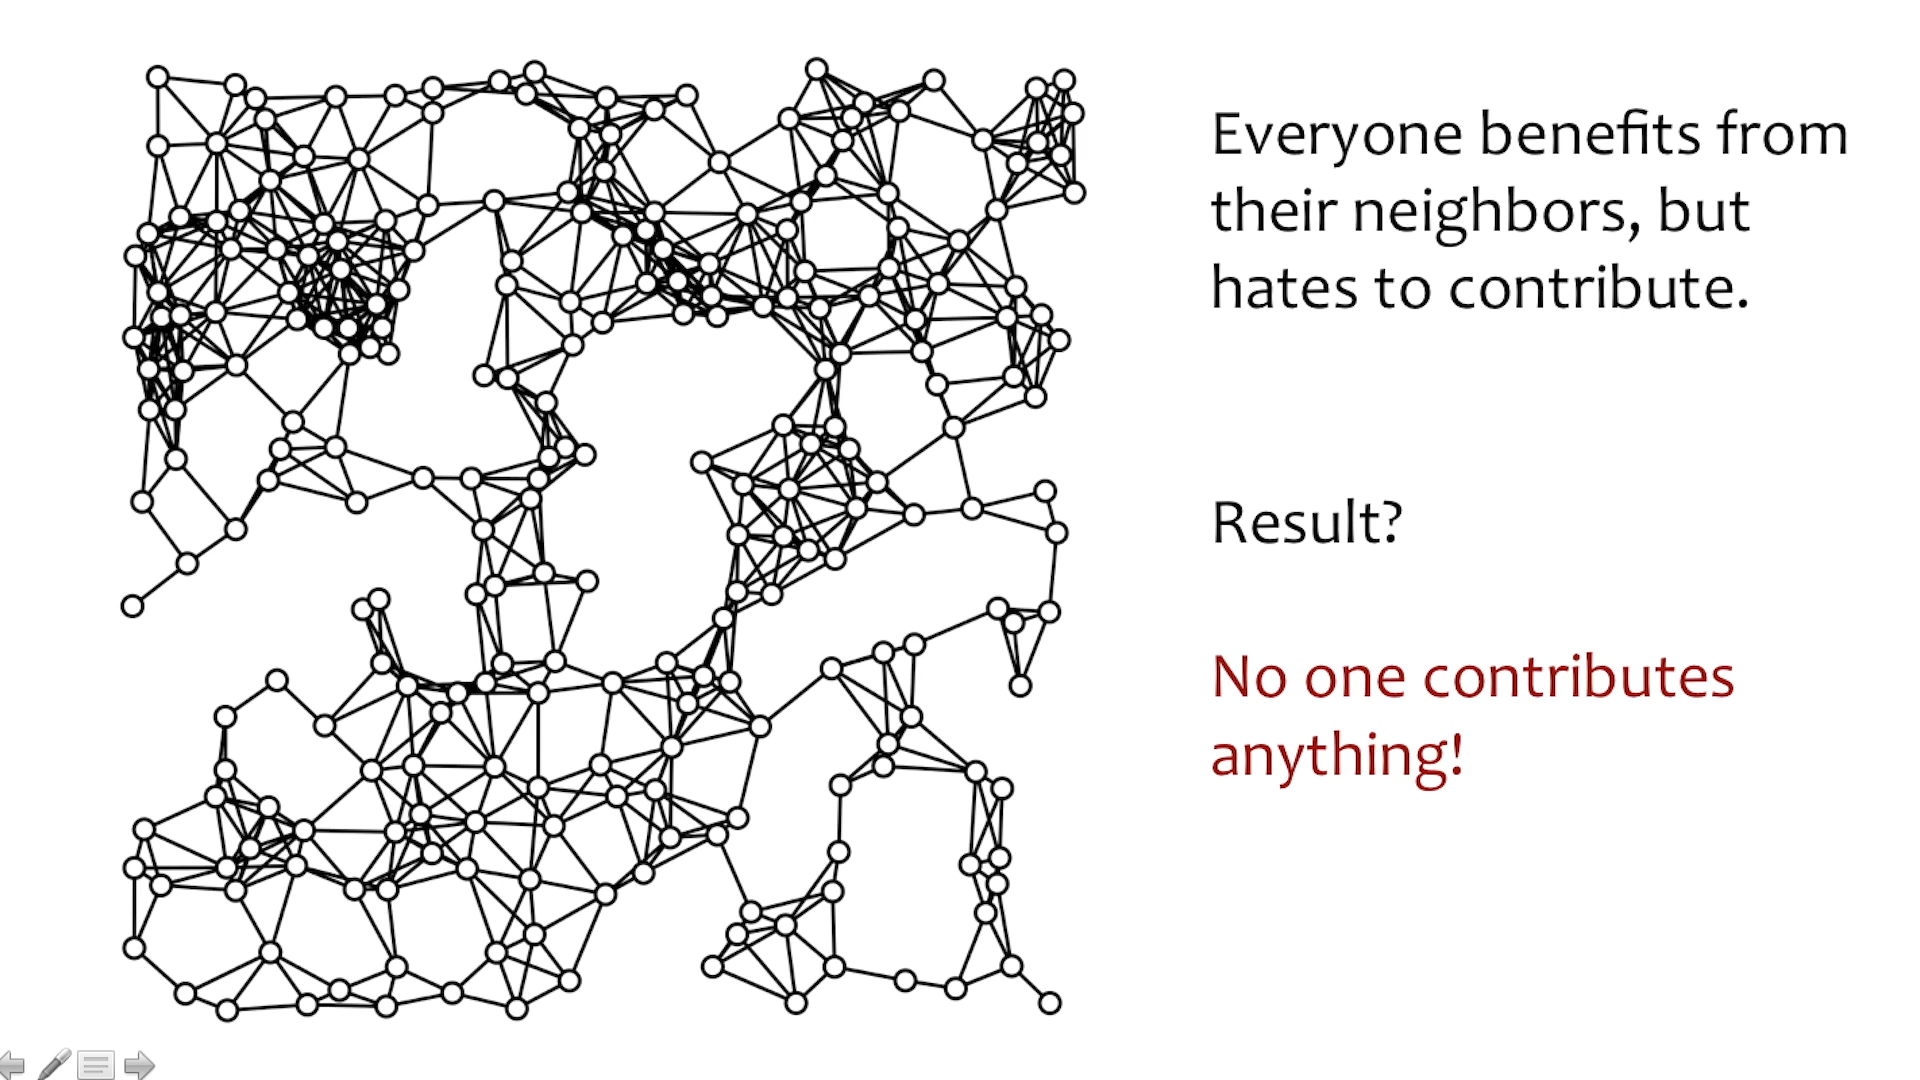 Everyone benefits from
their neighbors, but
hates to contribute.
Result?
No one contributes
anything!